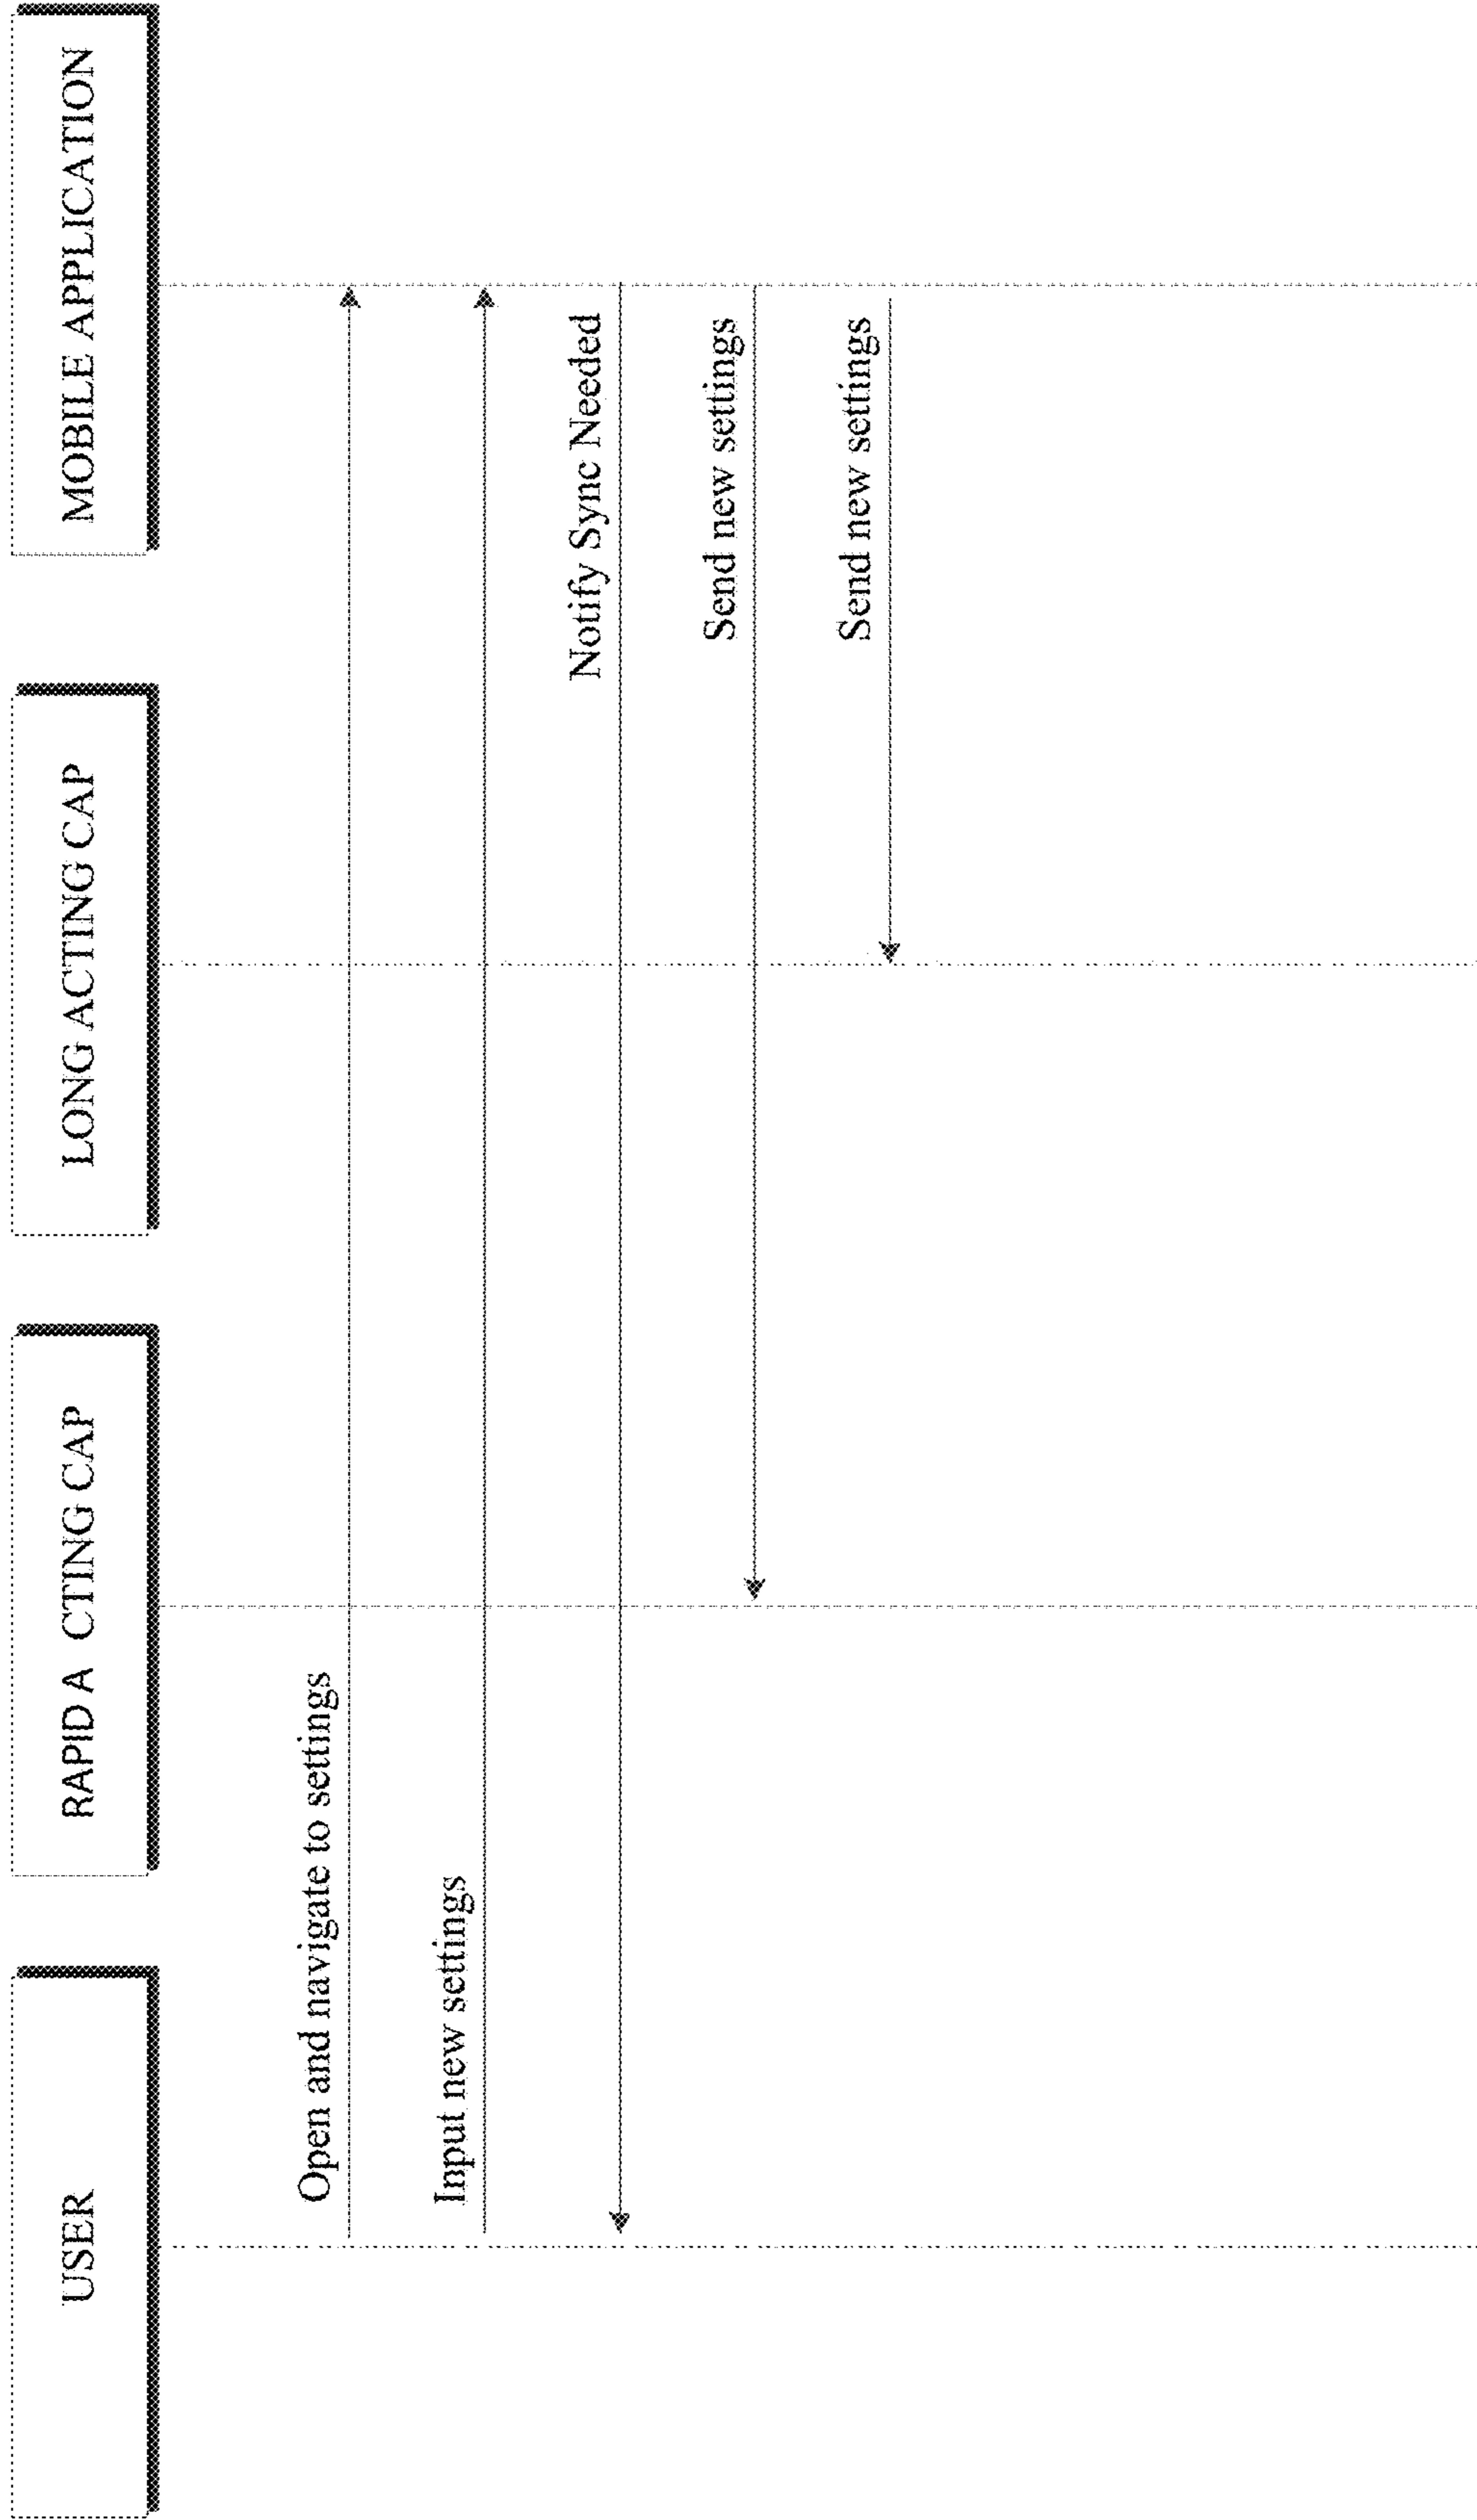 USER
RAPID A CTING CAP
LONG ACTING CAP
MOBILE APPLICATION
Open and navigate to settings
Input new settings
Notify Sync Needed
Send new settings
Send new settings